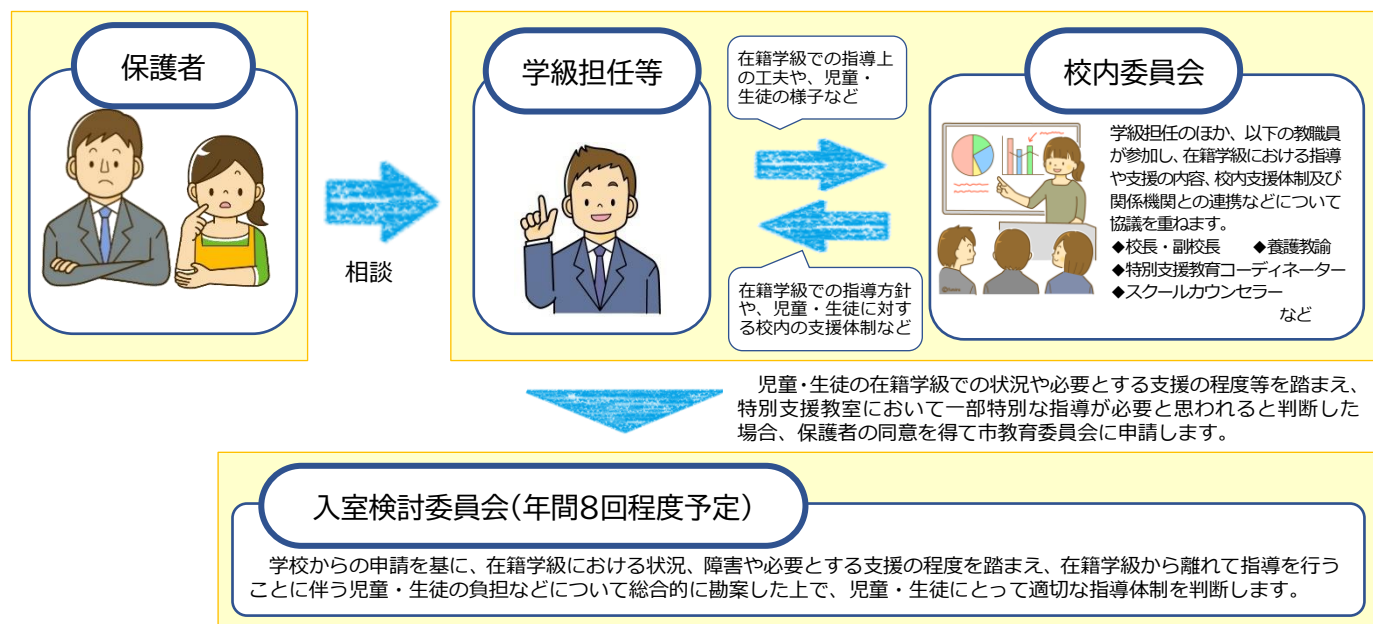 保護者
相談
学級担任等
在籍学級での指導上
の工夫や、児童・
生徒の様子など
在籍学級での指導方針
や、児童・生徒に対す
る校内の支援体制など
校内委員会
学級担任のほか、以下の教職員
が参加し、在籍学級における指導
や支援の内容、校内支援体制及び
関係機関との連携などについて
協議を重ねます。
◆校長・副校長　◆養護教諭
◆特別支援教育コーディネーター
◆スクールカウンセラー
など
児童・生徒の在籍学級での状況や必要とする支援の程度等を踏まえ、
特別支援教室において一部特別な指導が必要と思われると判断した
場合、保護者の同意を得て市教育委員会に申請します。
入室検討委員会(年間8回程度予定)
学校からの申請を基に、在籍学級における状況、障害や必要とする支援の程度を踏まえ、在籍学級から離れて指導を行う
ことに伴う児童・生徒の負担などについて総合的に勘案した上で、児童・生徒にとって適切な指導体制を判断します。